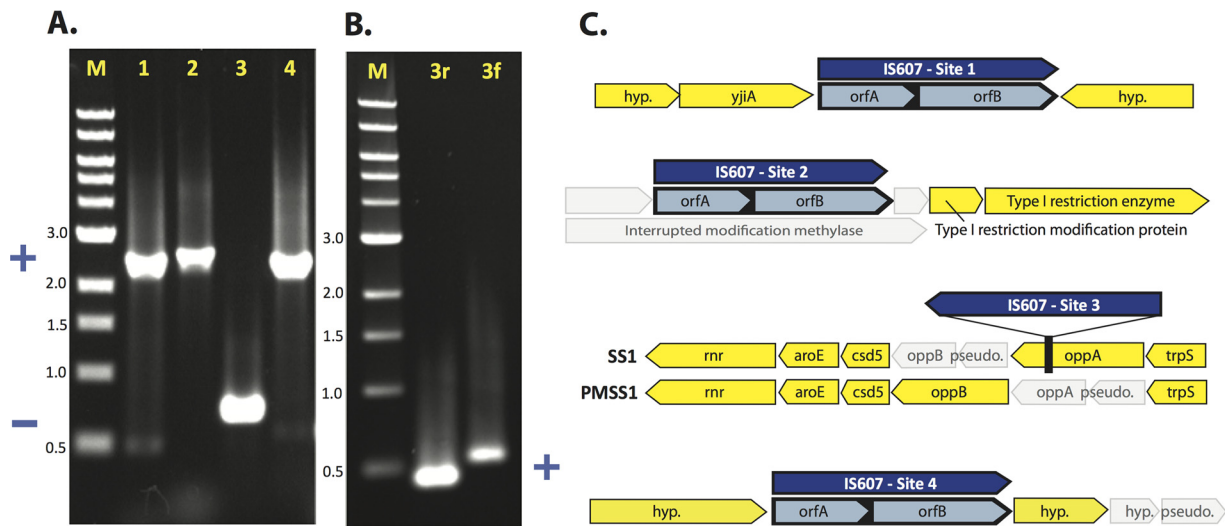 A.
M 1 2 3 4
3.0
+
2.0
1.5
1.0
−
0.5
B.
M 3r 3f
3.0
2.0
1.5
1.0
0.5
+
C.
IS607 - Site 1
hyp. yjiA orfA orfB hyp.
IS607 - Site 2
orfA orfB Type I restriction enzyme
Interrupted modification methylase Type I restriction modification protein
IS607 - Site 3
SS1 rnr aroE csd5 oppB pseudo. oppA trpS
PMSS1 rnr aroE csd5 oppB oppA pseudo. trpS
IS607 - Site 4
hyp. orfA orfB hyp. hyp. pseudo.